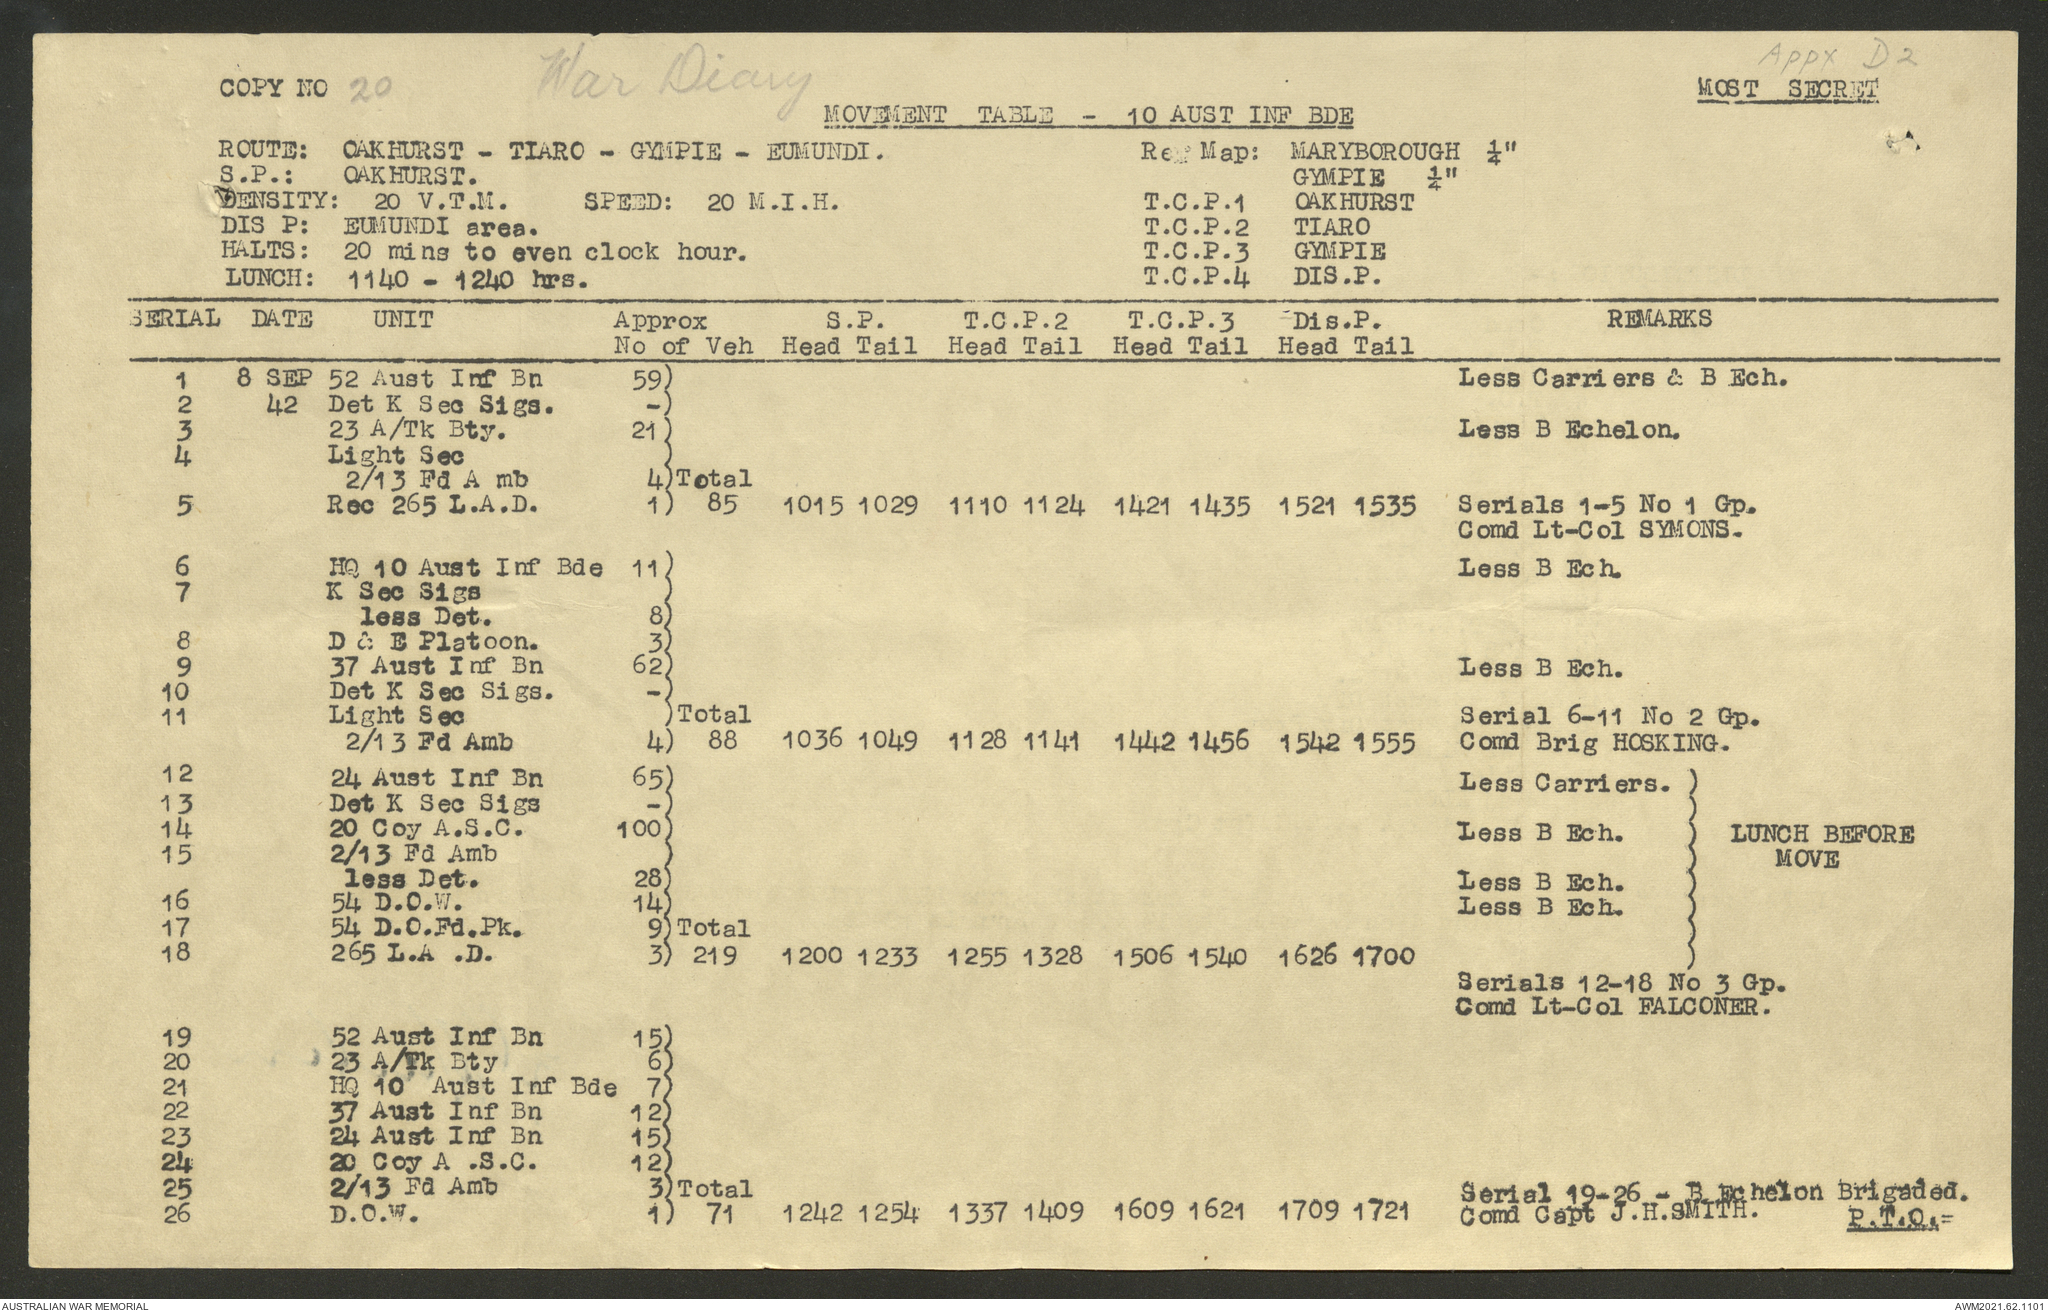 War Diary
Appx D2
COPY NO 20
MOST SECRET
MOVEMENT TABLE - 10 AUST INF BDE
ROUTE: OAKHURST - TIARO - GYMPIE - EUMUNDI. Ref Map: MARYBOROUGH ¼"
S.P.: OAKHURST. GYMPIE ¼"
DENSITY: 20 V.T.M. SPEED: 20 M.I.H. T.C.P.1 OAKHURST
DIS P: EUMUNDI area. T.C.P.2 TIARO
HALTS: 20 mins to even clock hour. T.C.P.3 GYMPIE
LUNCH: 1140 - 1240 hrs. T.C.P.4 DIS.P.
SERIAL DATE UNIT Approx S.P. T.C.P.2 T.C.P.3 Dis.P. REMARKS
No of Veh Head Tail Head Tail Head Tail Head Tail
1 8 SEP 52 Aust Inf Bn 59) Less Carriers & B Ech.
2 42 Det K Sec Sigs. -)
3 23 A/Tk Bty. 21) Less B Echelon.
4 Light Sec
2/13 Fd A mb 4) Total
5 Rec 265 L.A.D. 1) 85 1015 1029 1110 1124 1421 1435 1521 1535 Serials 1-5 No 1 Gp.
Comd Lt-Col SYMONS.
6 HQ 10 Aust Inf Bde 11) Less B Ech.
7 K Sec Sigs
less Det. 8)
8 D & E Platoon. 3)
9 37 Aust Inf Bn 62) Less B Ech.
10 Det K Sec Sigs. -)
11 Light Sec ) Total Serial 6-11 No 2 Gp.
2/13 Fd Amb 4) 88 1036 1049 1128 1141 1442 1456 1542 1555 Comd Brig HOSKING.
12 24 Aust Inf Bn 65) Less Carriers. )
13 Det K Sec Sigs -)
14 20 Coy A.S.C. 100) Less B Ech. LUNCH BEFORE
15 2/13 Fd Amb MOVE
less Det. 28) Less B Ech.
16 54 D.O.W. 14) Less B Ech.
17 54 D.O.Fd.Pk. 9) Total
18 265 L.A .D. 3) 219 1200 1233 1255 1328 1506 1540 1626 1700
Serials 12-18 No 3 Gp.
Comd Lt-Col FALCONER.
19 52 Aust Inf Bn 15)
20 23 A/Tk Bty 6)
21 HQ 10 Aust Inf Bde 7)
22 37 Aust Inf Bn 12)
23 24 Aust Inf Bn 15)
24 20 Coy A .S.C. 12)
25 2/13 Fd Amb 3) Total Serial 19-26 - B Echelon Brigaded.
26 D.O.W. 1) 71 1242 1254 1337 1409 1609 1621 1709 1721 Comd Capt J.H.SMITH. P.T.O.=
AUSTRALIAN WAR MEMORIAL
AWM2021.62.1101